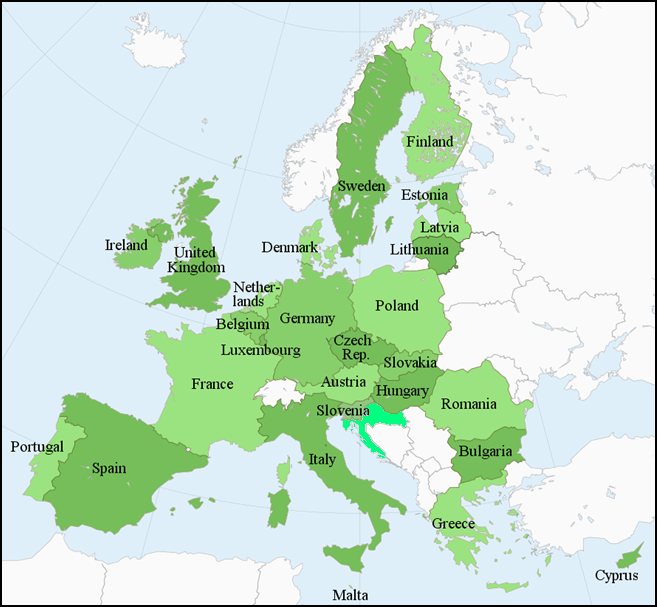 Finland
Sweden
Estonia
Latvia
Lithuania
Denmark
Ireland
United
Kingdom
Nether-
lands
Poland
Belgium
Germany
Luxembourg
Czech
Rep.
Slovakia
France
Austria
Hungary
Romania
Slovenia
Portugal
Spain
Italy
Bulgaria
Greece
Cyprus
Malta